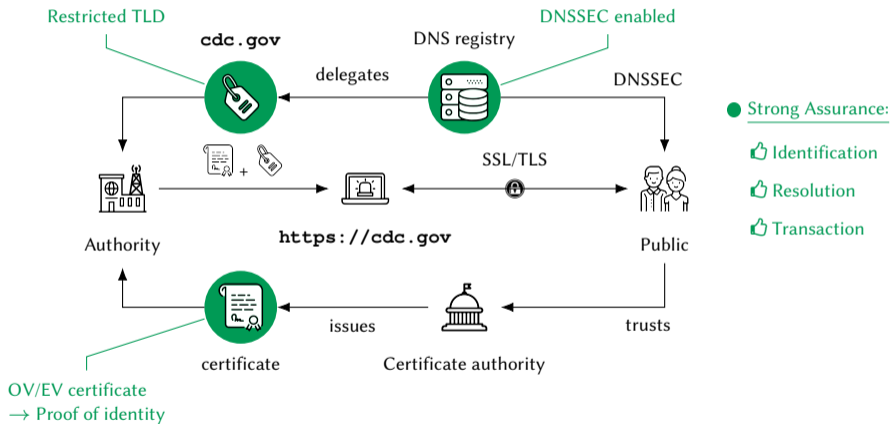 Restricted TLD
DNSSEC enabled
cdc.gov
DNS registry
delegates
DNSSEC
Strong Assurance:
+
SSL/TLS
Identification
Resolution
Transaction
Authority
https://cdc.gov
Public
issues
trusts
certificate
Certificate authority
OV/EV certificate
→ Proof of identity